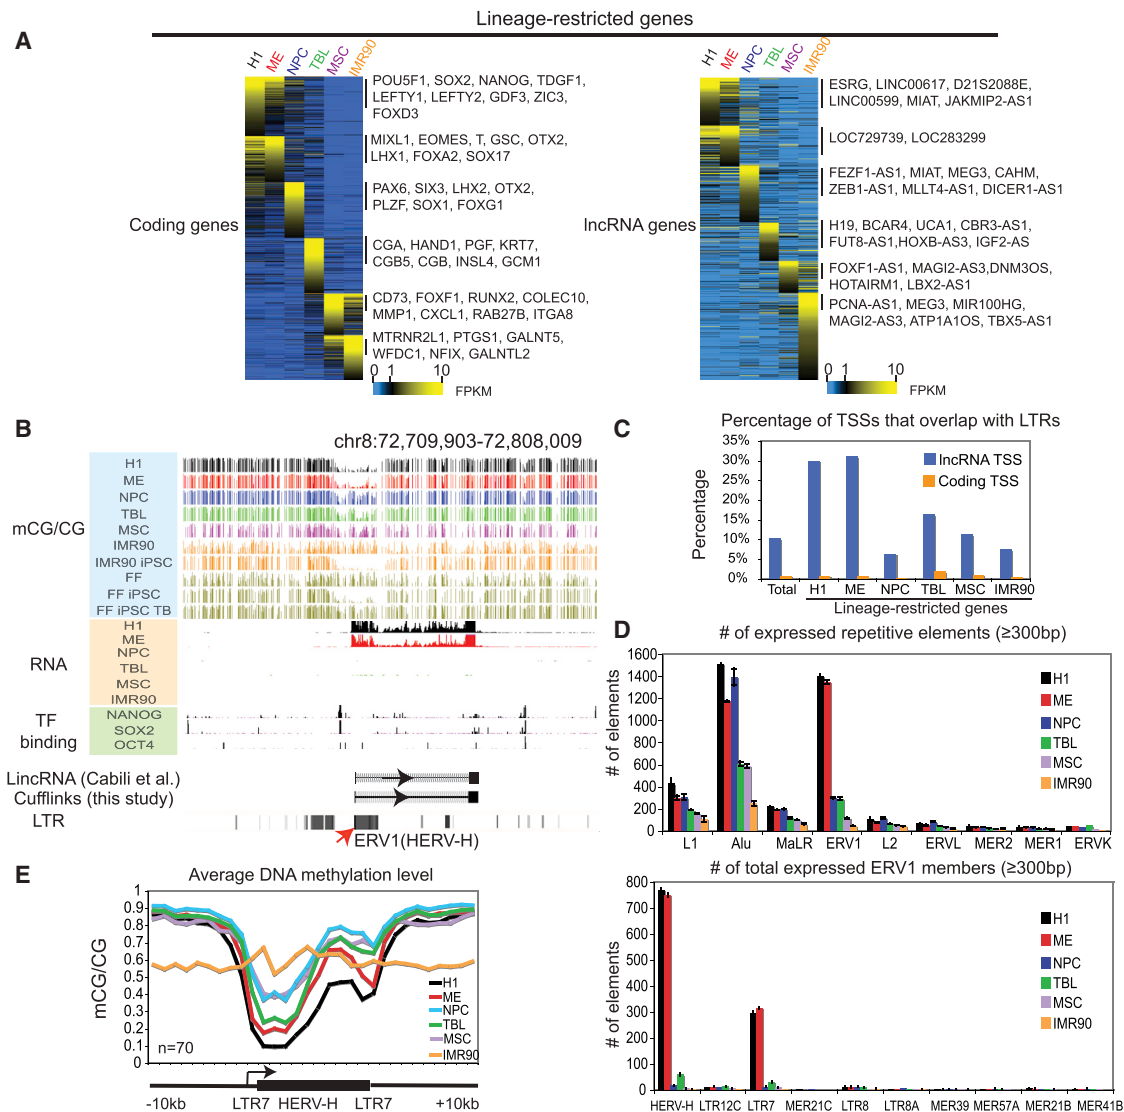 Lineage-restricted genes
A
H1 ME NPC TBL MSC IMR90
Coding genes
POU5F1, SOX2, NANOG, TDGF1,
LEFTY1, LEFTY2, GDF3, ZIC3,
FOXD3
MIXL1, EOMES, T, GSC, OTX2,
LHX1, FOXA2, SOX17
PAX6, SIX3, LHX2, OTX2,
PLZF, SOX1, FOXG1
CGA, HAND1, PGF, KRT7,
CGB5, CGB, INSL4, GCM1
CD73, FOXF1, RUNX2, COLEC10,
MMP1, CXCL1, RAB27B, ITGA8
MTRNR2L1, PTGS1, GALNT5,
WFDC1, NFIX, GALNTL2
0 1 10
FPKM
H1 ME NPC TBL MSC IMR90
lncRNA genes
ESRG, LINC00617, D21S2088E,
LINC00599, MIAT, JAKMIP2-AS1
LOC729739, LOC283299
FEZF1-AS1, MIAT, MEG3, CAHM,
ZEB1-AS1, MLLT4-AS1, DICER1-AS1
H19, BCAR4, UCA1, CBR3-AS1,
FUT8-AS1,HOXB-AS3, IGF2-AS
FOXF1-AS1, MAGI2-AS3,DNM3OS,
HOTAIRM1, LBX2-AS1
PCNA-AS1, MEG3, MIR100HG,
MAGI2-AS3, ATP1A1OS, TBX5-AS1
0 1 10
FPKM
B
chr8:72,709,903-72,808,009
mCG/CG
H1
ME
NPC
TBL
MSC
IMR90
IMR90 iPSC
FF
FF iPSC
FF iPSC TB
RNA
H1
ME
NPC
TBL
MSC
IMR90
TF
binding
NANOG
SOX2
OCT4
LincRNA (Cabili et al.)
Cufflinks (this study)
LTR
ERV1(HERV-H)
C
Percentage of TSSs that overlap with LTRs
Percentage
35%
30%
25%
20%
15%
10%
5%
0%
lncRNA TSS
Coding TSS
Total H1 ME NPC TBL MSC IMR90
Lineage-restricted genes
D
# of expressed repetitive elements (≥300bp)
# of elements
1600
1400
1200
1000
800
600
400
200
0
H1
ME
NPC
TBL
MSC
IMR90
L1 Alu MaLR ERV1 L2 ERVL MER2 MER1 ERVK
# of total expressed ERV1 members (≥300bp)
# of elements
800
700
600
500
400
300
200
100
0
H1
ME
NPC
TBL
MSC
IMR90
HERV-H LTR12C LTR7 MER21C LTR8 LTR8A MER39 MER57A MER21B MER41B
E
Average DNA methylation level
mCG/CG
1
0.9
0.8
0.7
0.6
0.5
0.4
0.3
0.2
0.1
0
n=70
H1
ME
NPC
TBL
MSC
IMR90
-10kb LTR7 HERV-H LTR7 +10kb